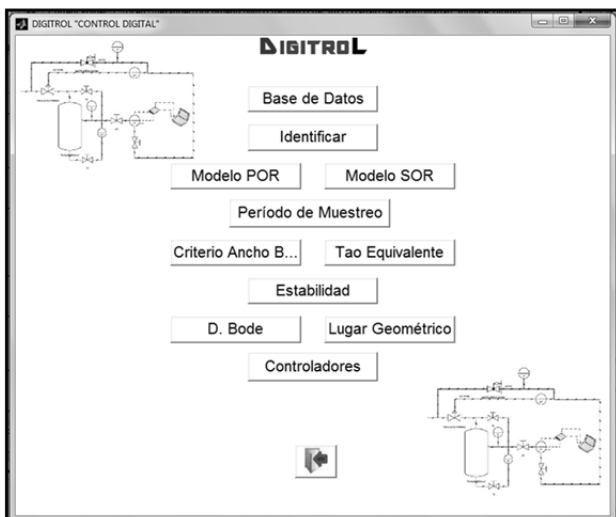 DIGITROL "CONTROL DIGITAL"
DIGITROL
Base de Datos
Identificar
Modelo POR
Modelo SOR
Período de Muestreo
Criterio Ancho B...
Tao Equivalente
Estabilidad
D. Bode
Lugar Geométrico
Controladores